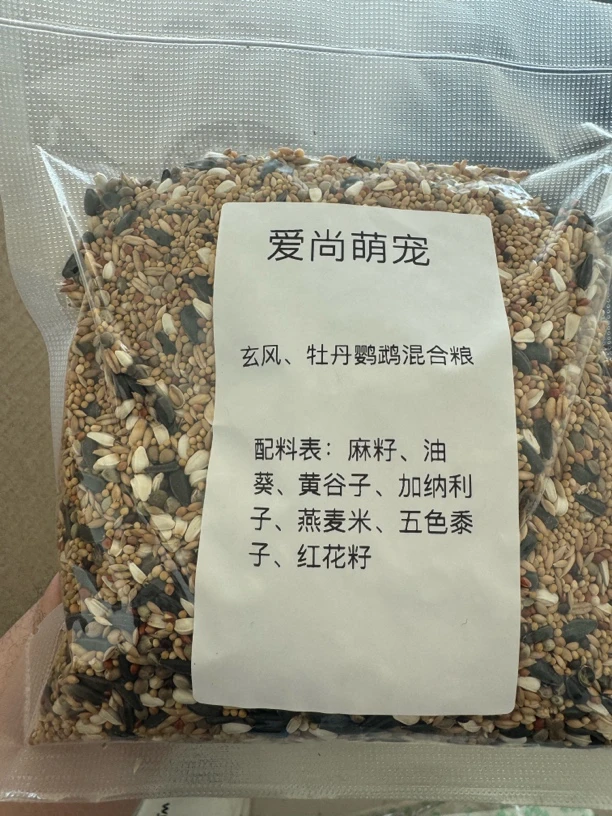 爱尚萌宠
玄风、牡丹鹦鹉混合粮
配料表：麻籽、油
葵、黄谷子、加纳利
子、燕麦米、五色黍
子、红花籽